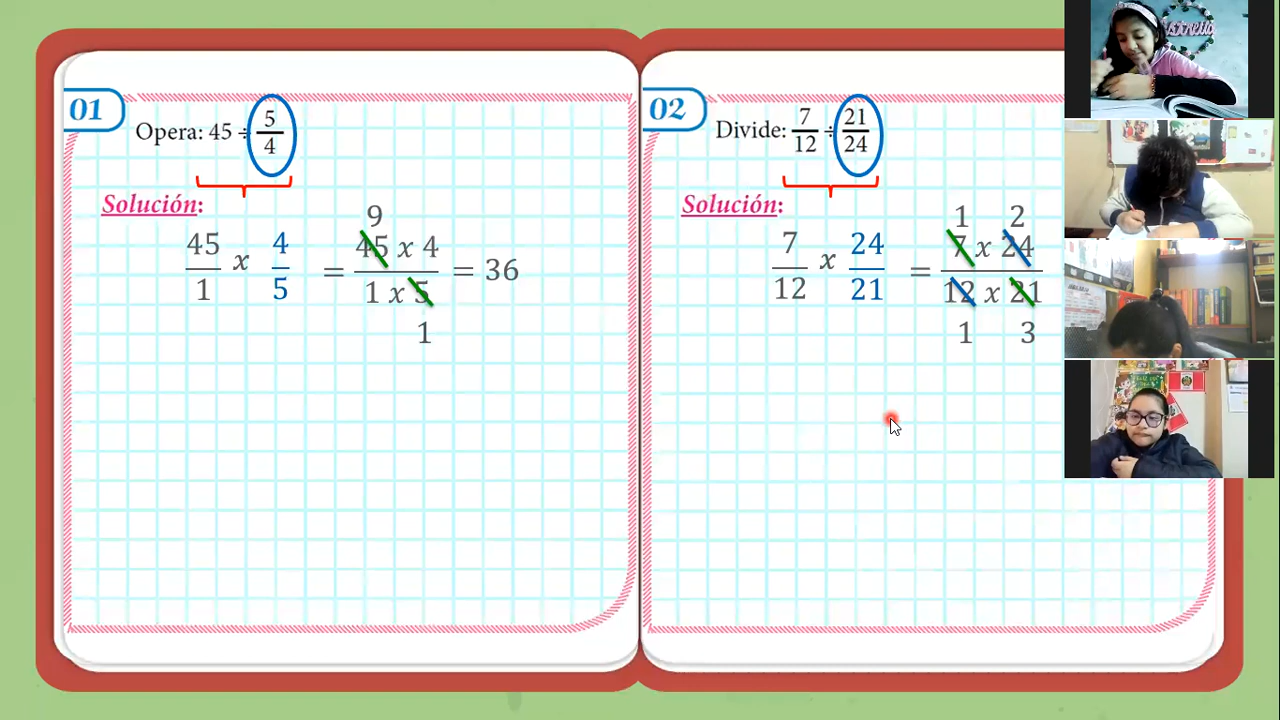 01
Opera: 45 ÷ 5/4
Solución:
45/1 x 4/5 = 45 x 4 / 1 x 5 = 36
9
1
02
Divide: 7/12 ÷ 21/24
Solución:
7/12 x 24/21 = 7 x 24 / 12 x 21
1 2
1 3